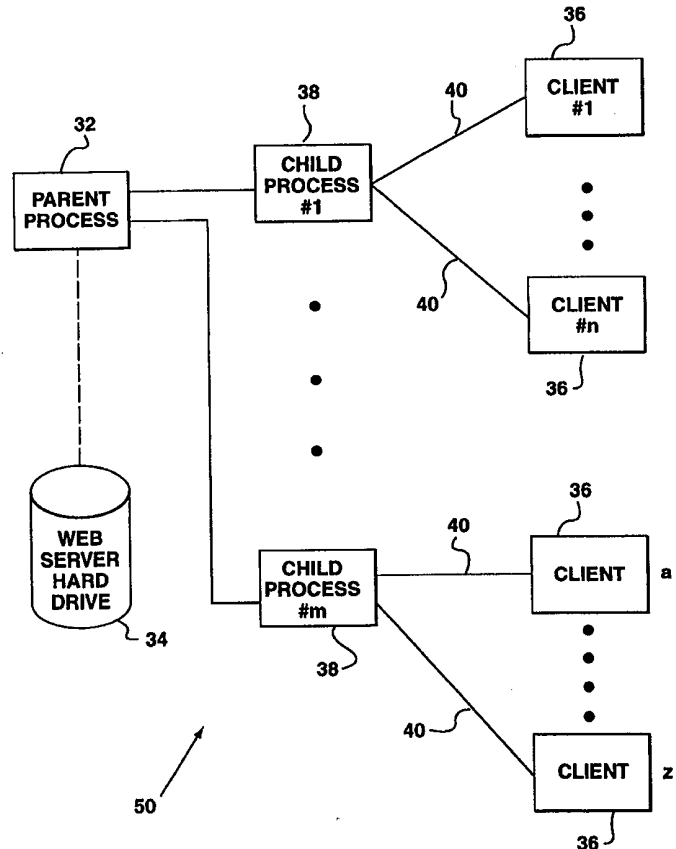 36
CLIENT
#1
40
38
32
CHILD
PROCESS
#1
PARENT
PROCESS
40
CLIENT
#n
36
36
40
WEB
SERVER
HARD
DRIVE
CHILD
PROCESS
#m
CLIENT
a
34
38
40
CLIENT
z
50
36